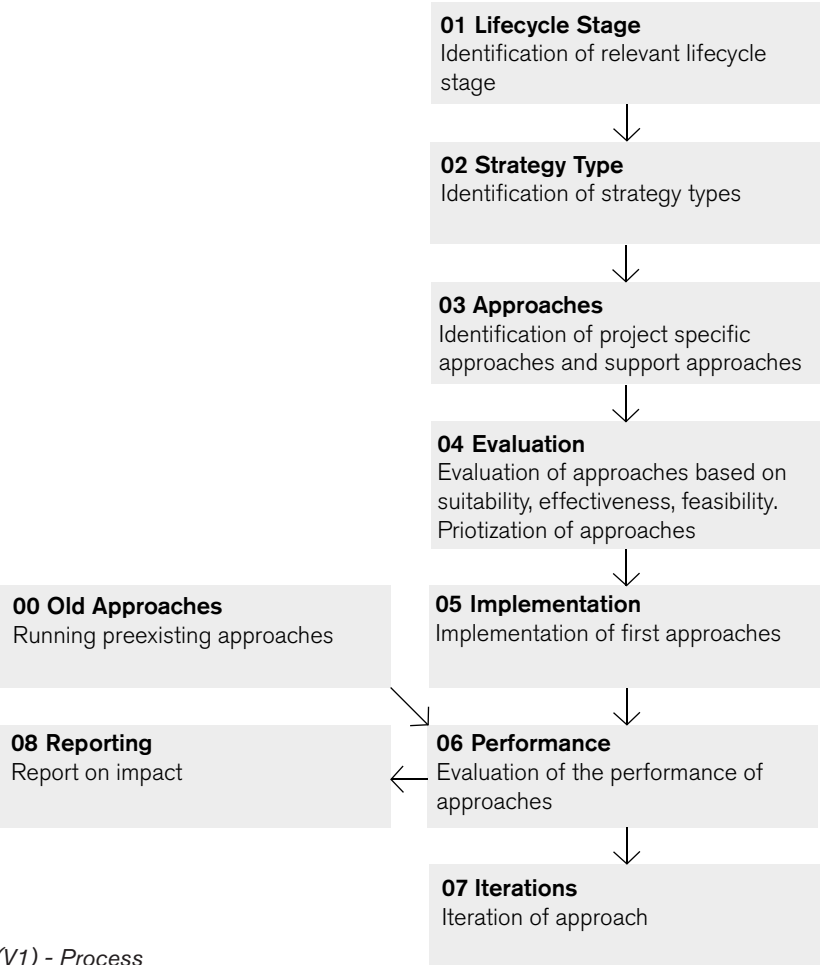 01 Lifecycle Stage
Identification of relevant lifecycle
stage
02 Strategy Type
Identification of strategy types
03 Approaches
Identification of project specific
approaches and support approaches
04 Evaluation
Evaluation of approaches based on
suitability, effectiveness, feasibility.
Priotization of approaches
00 Old Approaches
Running preexisting approaches
05 Implementation
Implementation of first approaches
08 Reporting
Report on impact
06 Performance
Evaluation of the performance of
approaches
07 Iterations
Iteration of approach
(V1) - Process